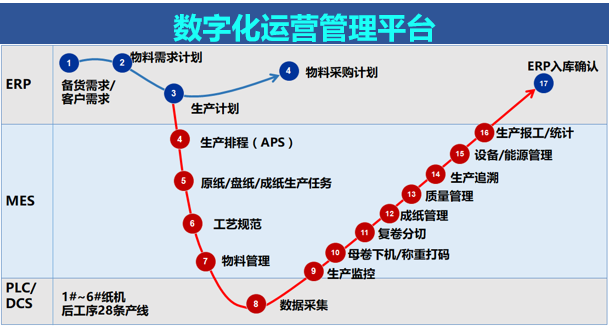 数字化运营管理平台
ERP
1
备货需求/
客户需求
2
物料需求计划
3
生产计划
4
物料采购计划
17
ERP入库确认
MES
4
生产排程（APS）
5
原纸/盘纸/成纸生产任务
6
工艺规范
7
物料管理
16
生产报工/统计
15
设备/能源管理
14
生产追溯
13
质量管理
12
成纸管理
11
复卷分切
10
母卷下机/称重打码
9
生产监控
PLC/
DCS
1#~6#纸机
后工序28条产线
8
数据采集